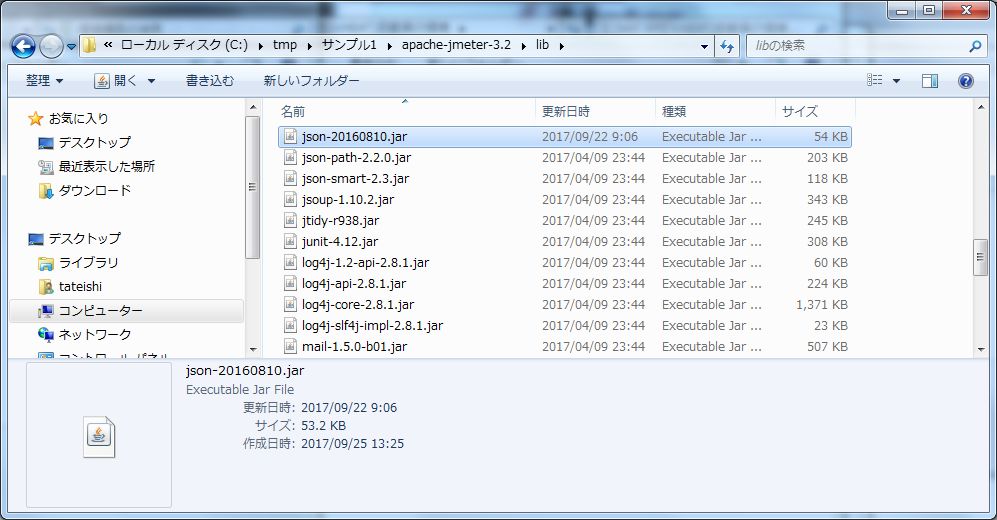 « ローカル ディスク (C:) ▸ tmp ▸ サンプル1 ▸ apache-jmeter-3.2 ▸ lib ▸
libの検索
整理 ▼ 開く ▼ 書き込む 新しいフォルダー
お気に入り
デスクトップ
最近表示した場所
ダウンロード
デスクトップ
ライブラリ
tateishi
コンピューター
ネットワーク
コントロール パネル
名前 更新日時 種類 サイズ
json-20160810.jar 2017/09/22 9:06 Executable Jar ... 54 KB
json-path-2.2.0.jar 2017/04/09 23:44 Executable Jar ... 203 KB
json-smart-2.3.jar 2017/04/09 23:44 Executable Jar ... 118 KB
jsoup-1.10.2.jar 2017/04/09 23:44 Executable Jar ... 343 KB
jtidy-r938.jar 2017/04/09 23:44 Executable Jar ... 245 KB
junit-4.12.jar 2017/04/09 23:44 Executable Jar ... 308 KB
log4j-1.2-api-2.8.1.jar 2017/04/09 23:44 Executable Jar ... 60 KB
log4j-api-2.8.1.jar 2017/04/09 23:44 Executable Jar ... 224 KB
log4j-core-2.8.1.jar 2017/04/09 23:44 Executable Jar ... 1,371 KB
log4j-slf4j-impl-2.8.1.jar 2017/04/09 23:44 Executable Jar ... 23 KB
mail-1.5.0-b01.jar 2017/04/09 23:44 Executable Jar ... 507 KB
json-20160810.jar
Executable Jar File
更新日時: 2017/09/22 9:06
サイズ: 53.2 KB
作成日時: 2017/09/25 13:25